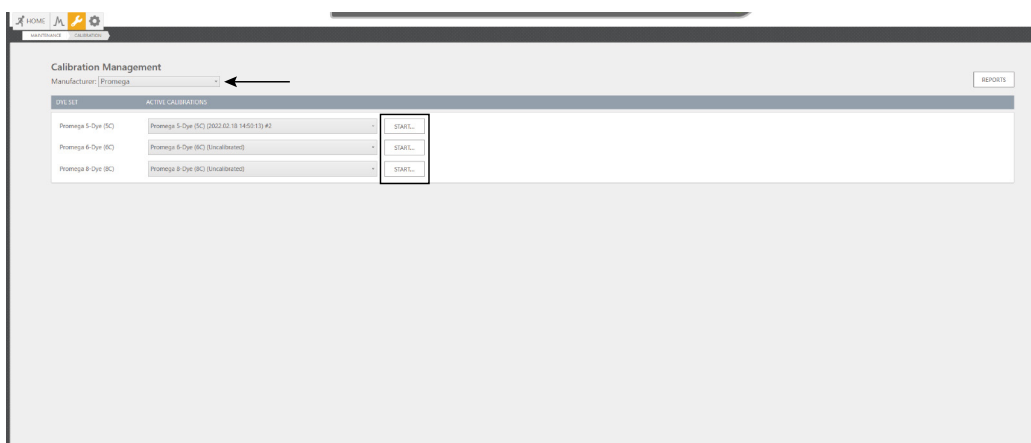 HOME
MAINTENANCE CALIBRATION
Calibration Management
Manufacturer: Promega
REPORTS
DYE SET ACTIVE CALIBRATIONS
Promega 5-Dye (5C) Promega 5-Dye (5C) (2022.02.18 14:50:13) #2 START...
Promega 6-Dye (6C) Promega 6-Dye (6C) (Uncalibrated) START...
Promega 8-Dye (8C) Promega 8-Dye (8C) (Uncalibrated) START...